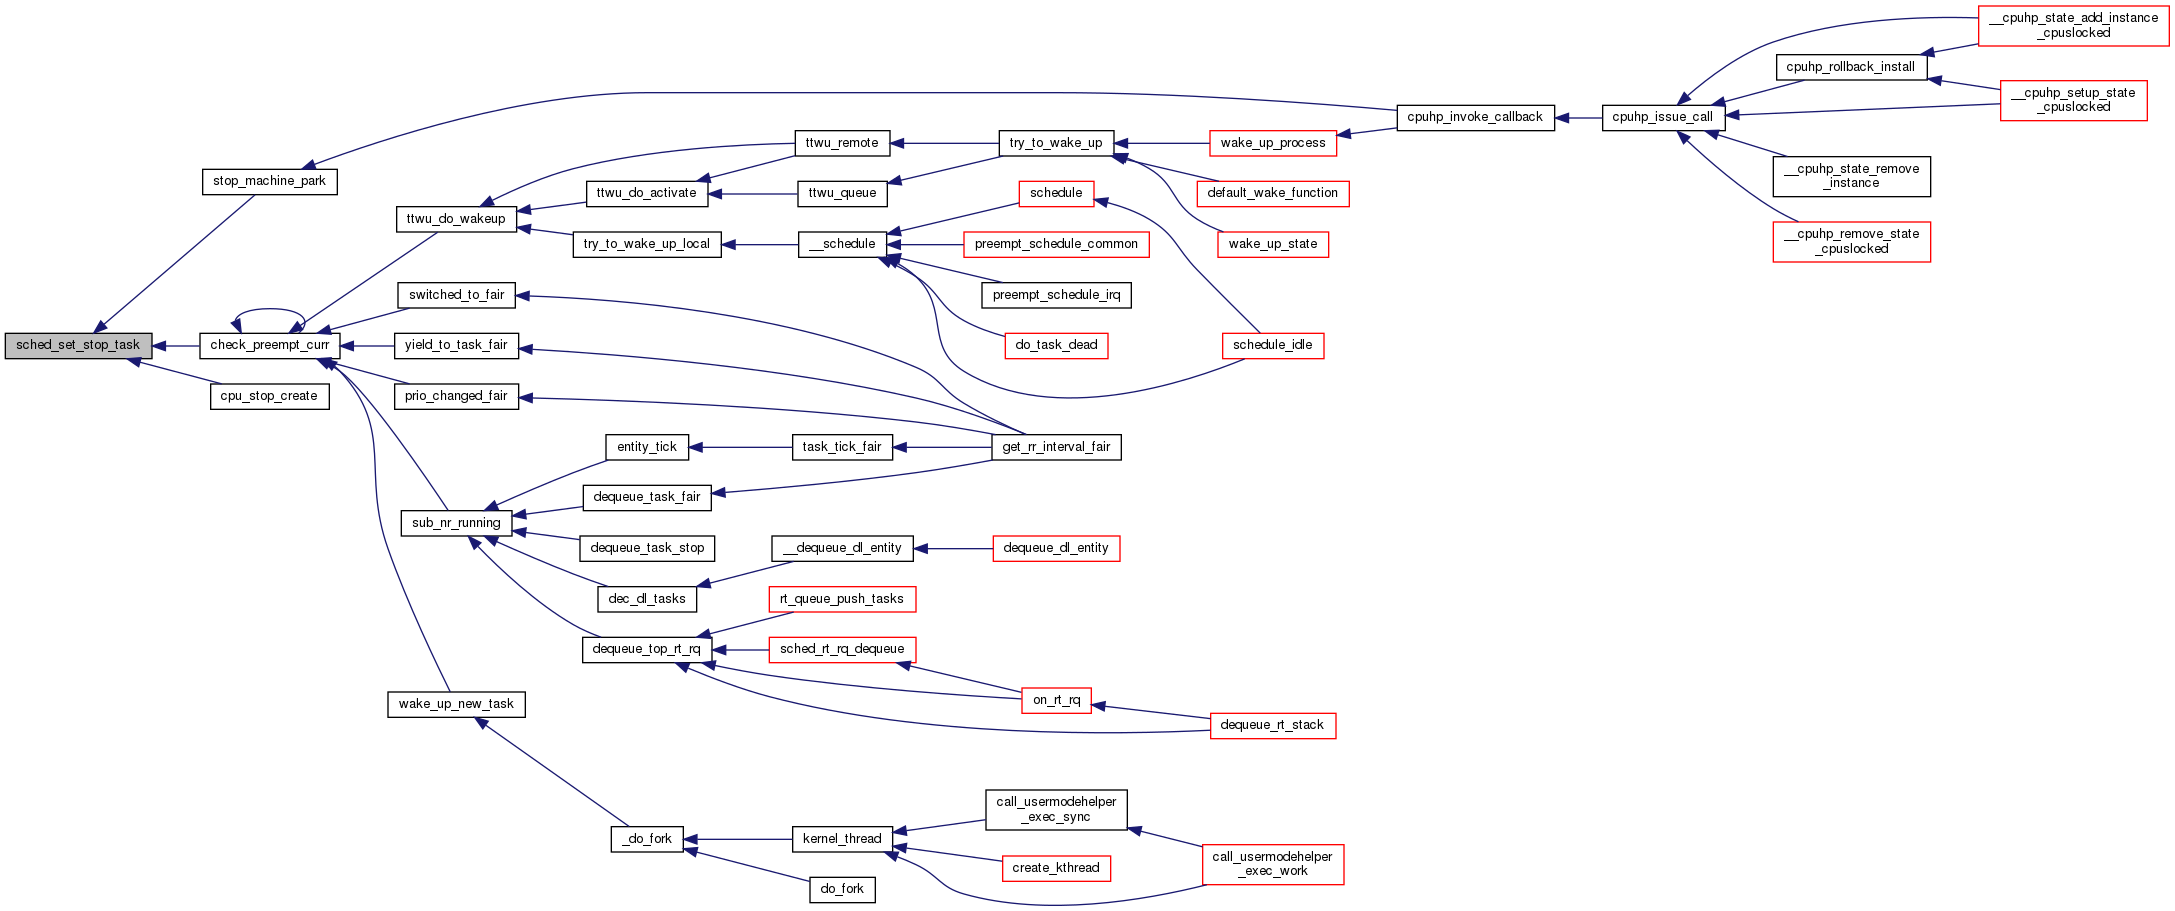 __cpuhp_state_add_instance
_cpuslocked
cpuhp_rollback_install
__cpuhp_setup_state
_cpuslocked
cpuhp_invoke_callback
cpuhp_issue_call
ttwu_remote
try_to_wake_up
wake_up_process
__cpuhp_state_remove
_instance
stop_machine_park
ttwu_do_activate
ttwu_queue
schedule
default_wake_function
ttwu_do_wakeup
try_to_wake_up_local
__schedule
preempt_schedule_common
wake_up_state
__cpuhp_remove_state
_cpuslocked
switched_to_fair
preempt_schedule_irq
sched_set_stop_task
check_preempt_curr
yield_to_task_fair
do_task_dead
schedule_idle
cpu_stop_create
prio_changed_fair
entity_tick
task_tick_fair
get_rr_interval_fair
dequeue_task_fair
sub_nr_running
dequeue_task_stop
__dequeue_dl_entity
dequeue_dl_entity
dec_dl_tasks
rt_queue_push_tasks
dequeue_top_rt_rq
sched_rt_rq_dequeue
wake_up_new_task
on_rt_rq
dequeue_rt_stack
call_usermodehelper
_exec_sync
_do_fork
kernel_thread
create_kthread
call_usermodehelper
_exec_work
do_fork